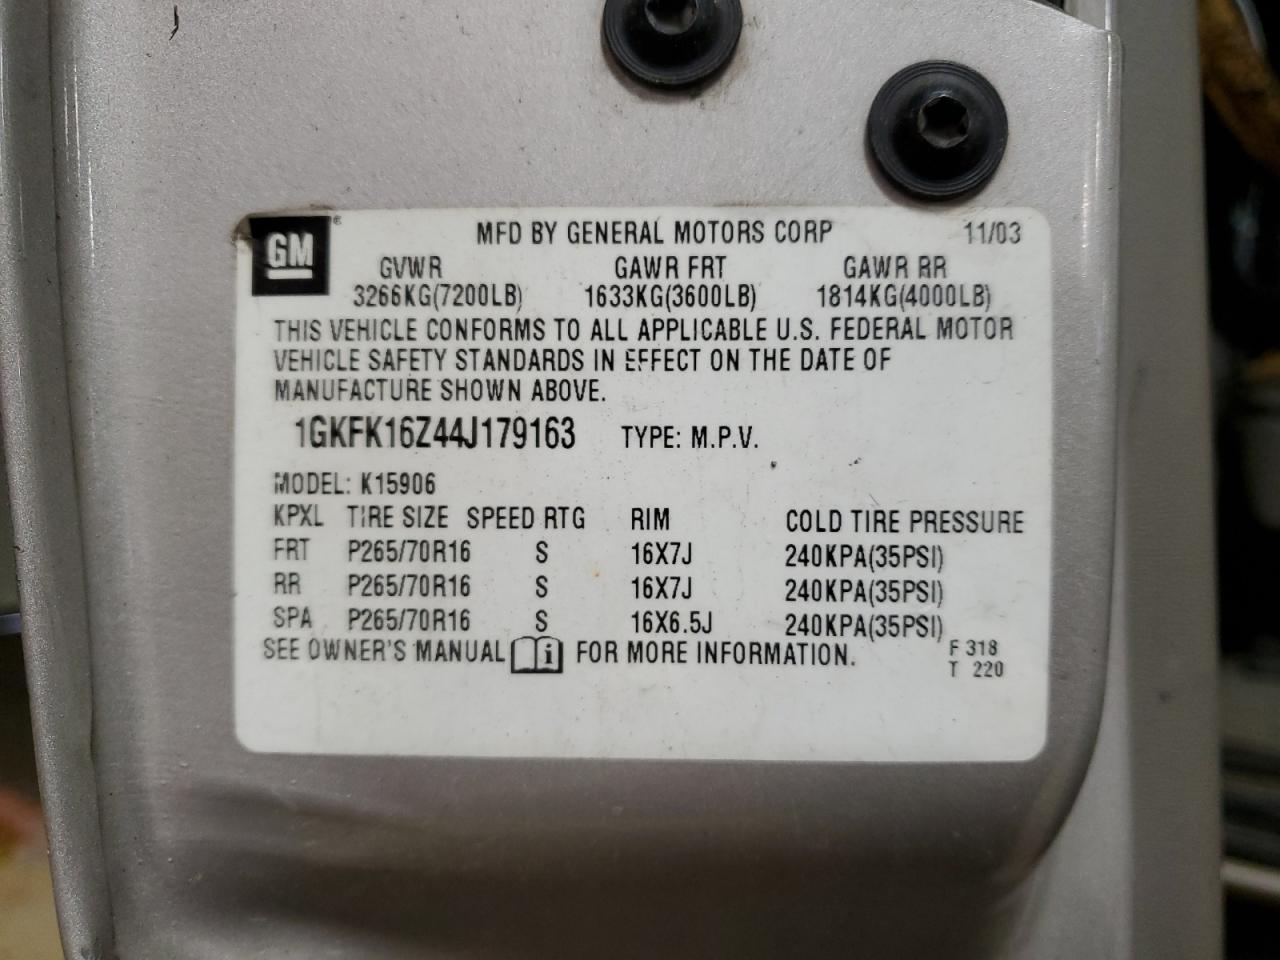 GM ® MFD BY GENERAL MOTORS CORP 11/03
GVWR GAWR FRT GAWR RR
3266KG(7200LB) 1633KG(3600LB) 1814KG(4000LB)
THIS VEHICLE CONFORMS TO ALL APPLICABLE U.S. FEDERAL MOTOR
VEHICLE SAFETY STANDARDS IN EFFECT ON THE DATE OF
MANUFACTURE SHOWN ABOVE.
1GKFK16Z44J179163 TYPE: M.P.V.
MODEL: K15906
KPXL TIRE SIZE SPEED RTG RIM COLD TIRE PRESSURE
FRT P265/70R16 S 16X7J 240KPA(35PSI)
RR P265/70R16 S 16X7J 240KPA(35PSI)
SPA P265/70R16 S 16X6.5J 240KPA(35PSI)
SEE OWNER'S MANUAL i FOR MORE INFORMATION. F 318
T 220